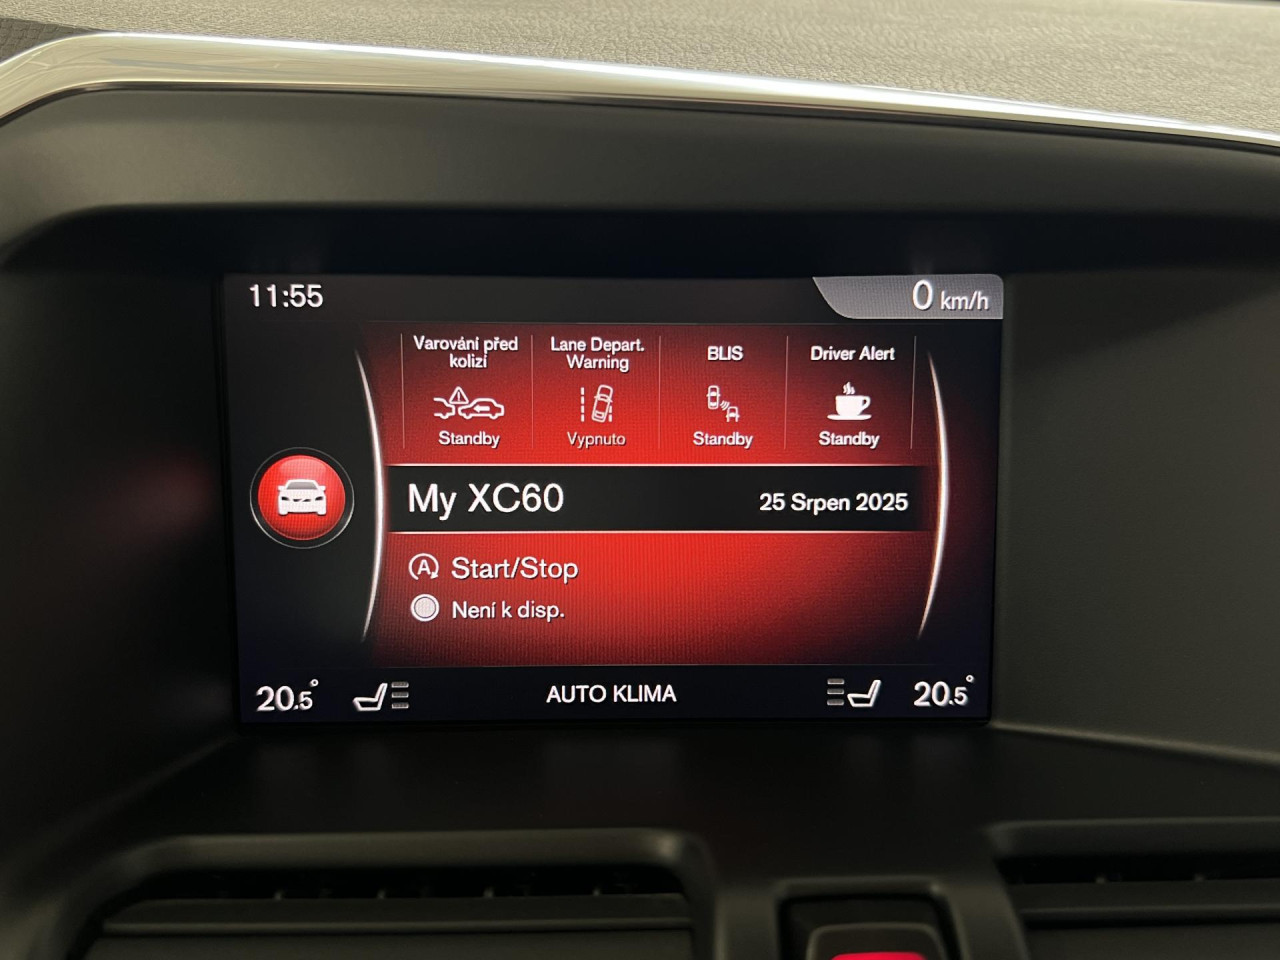 11:55
0 km/h
Varování před
kolizí
Lane Depart.
Warning
BLIS
Driver Alert
Standby
Vypnuto
Standby
Standby
My XC60
25 Srpen 2025
A Start/Stop
Není k disp.
20.5°
AUTO KLIMA
20.5°